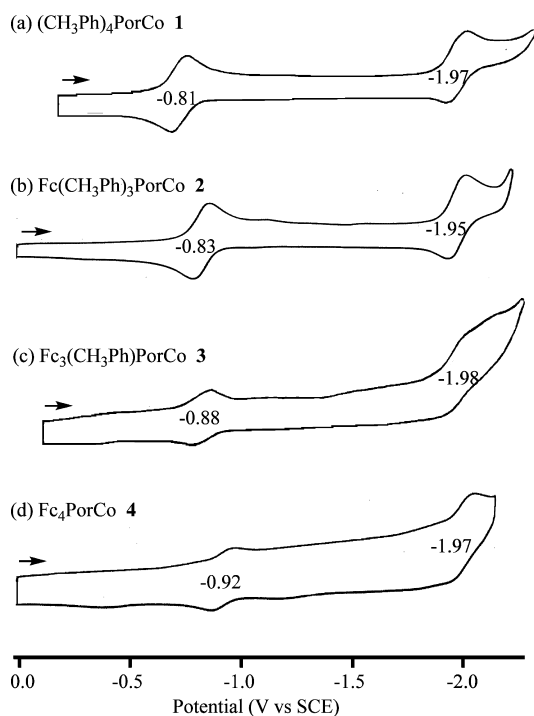 (a) (CH₃Ph)₄PorCo 1
-0.81
-1.97
(b) Fc(CH₃Ph)₃PorCo 2
-0.83
-1.95
(c) Fc₃(CH₃Ph)PorCo 3
-0.88
-1.98
(d) Fc₄PorCo 4
-0.92
-1.97
0.0 -0.5 -1.0 -1.5 -2.0
Potential (V vs SCE)